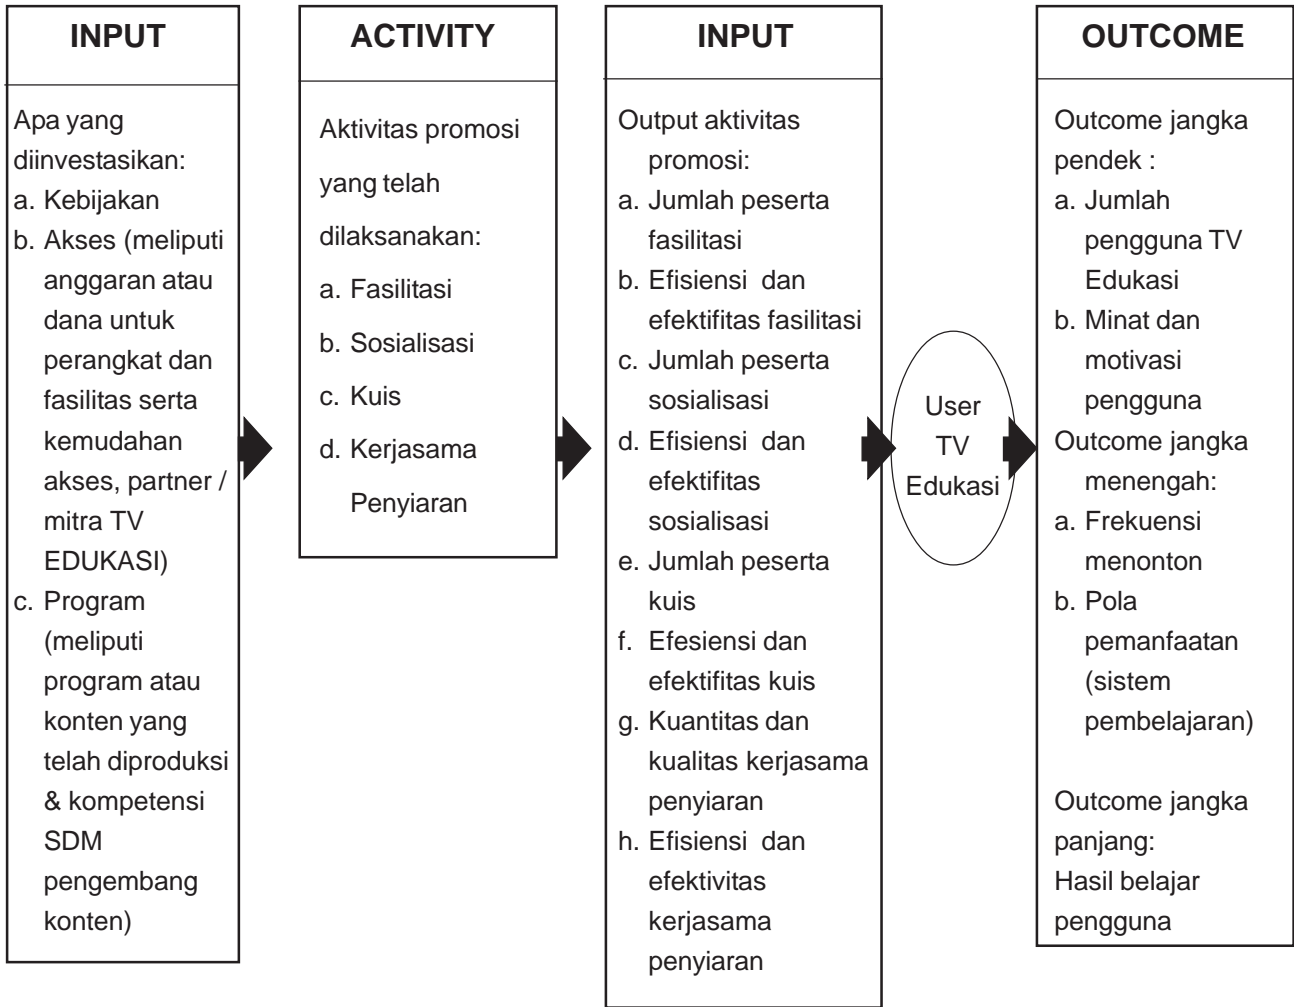 INPUT
Apa yang
diinvestasikan:
a. Kebijakan
b. Akses (meliputi
anggaran atau
dana untuk
perangkat dan
fasilitas serta
kemudahan
akses, partner /
mitra TV
EDUKASI)
c. Program
(meliputi
program atau
konten yang
telah diproduksi
& kompetensi
SDM
pengembang
konten)
ACTIVITY
Aktivitas promosi
yang telah
dilaksanakan:
a. Fasilitasi
b. Sosialisasi
c. Kuis
d. Kerjasama
Penyiaran
INPUT
Output aktivitas
promosi:
a. Jumlah peserta
fasilitasi
b. Efisiensi dan
efektifitas fasilitasi
c. Jumlah peserta
sosialisasi
d. Efisiensi dan
efektifitas
sosialisasi
e. Jumlah peserta
kuis
f. Efesiensi dan
efektifitas kuis
g. Kuantitas dan
kualitas kerjasama
penyiaran
h. Efisiensi dan
efektivitas
kerjasama
penyiaran
User
TV
Edukasi
OUTCOME
Outcome jangka
pendek :
a. Jumlah
pengguna TV
Edukasi
b. Minat dan
motivasi
pengguna
Outcome jangka
menengah:
a. Frekuensi
menonton
b. Pola
pemanfaatan
(sistem
pembelajaran)
Outcome jangka
panjang:
Hasil belajar
pengguna